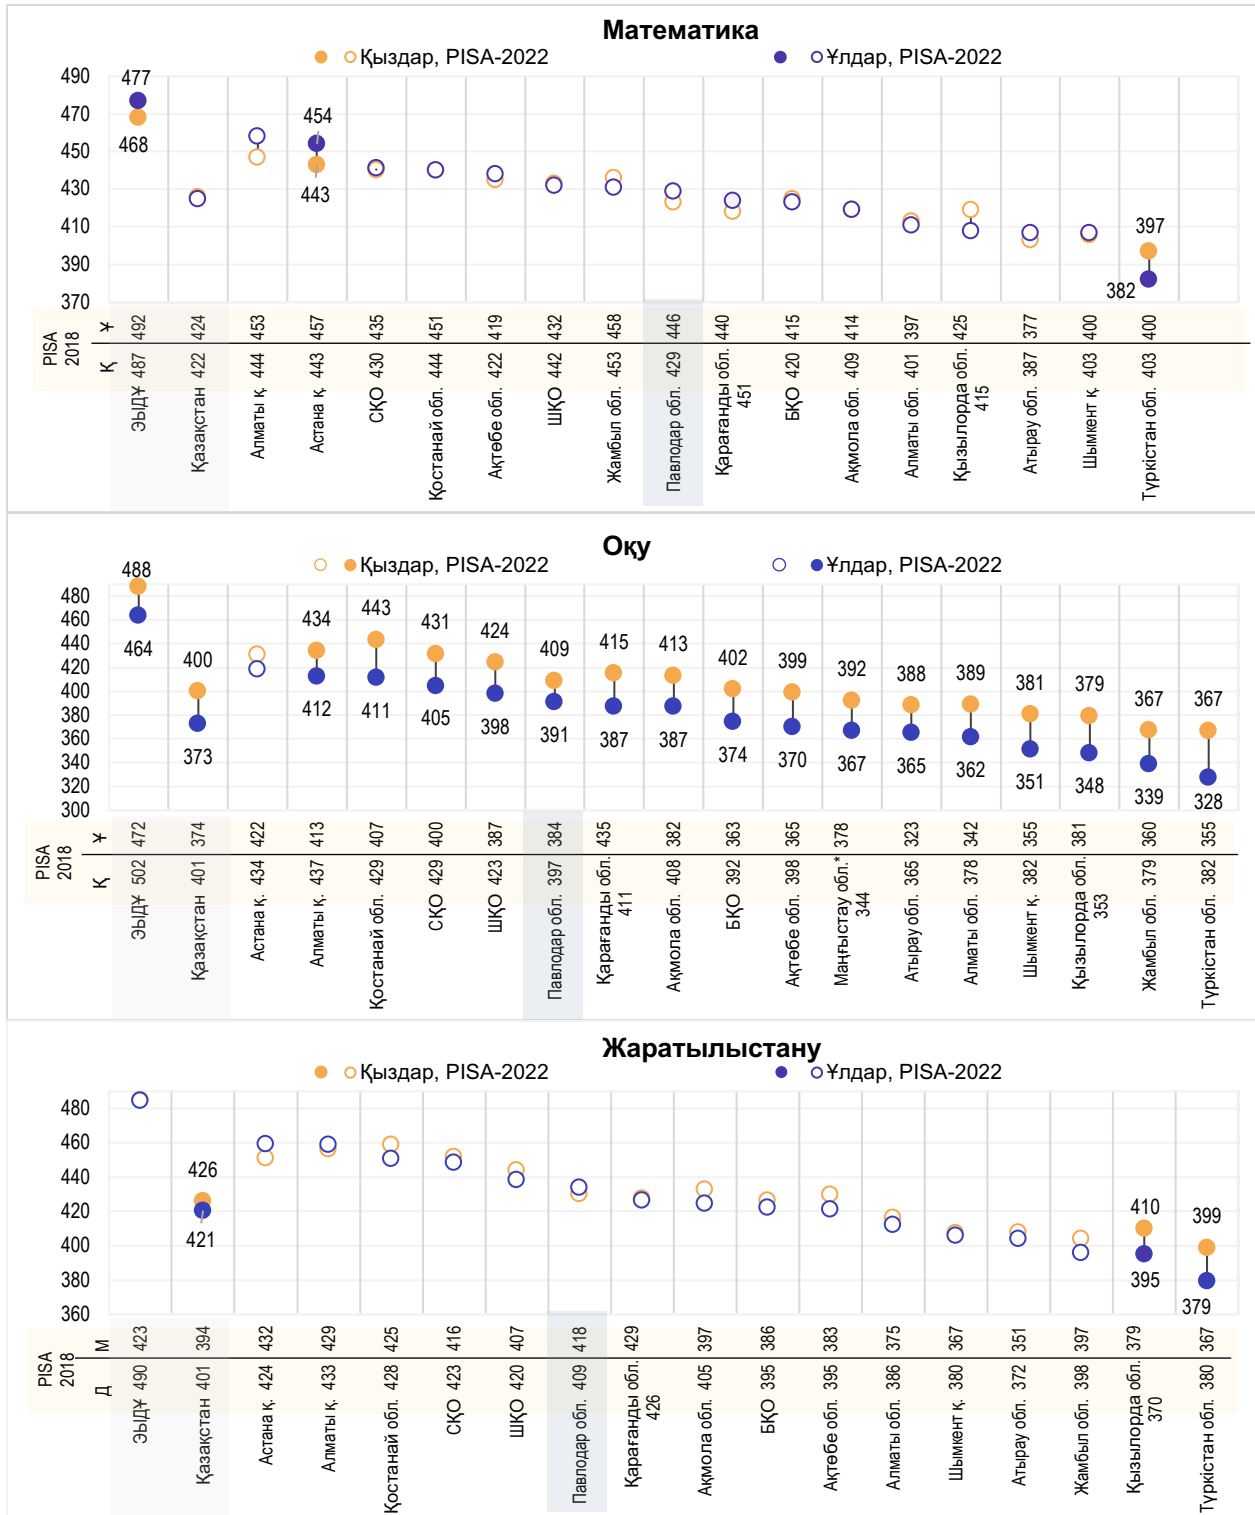 Математика
Қыздар, PISA-2022
Ұлдар, PISA-2022
490
470
450
430
410
390
370
477
468
454
443
397
382
PISA 2018
Ұ 492 424 453 457 435 451 419 432 458 446 440 415 414 397 425 377 400 400
Қ
ЭЫДҰ 487
Қазақстан 422
Алматы қ. 444
Астана қ. 443
СҚО 430
Қостанай обл. 444
Ақтөбе обл. 422
ШҚО 442
Жамбыл обл. 453
Павлодар обл. 429
Қарағанды обл. 451
БҚО 420
Ақмола обл. 409
Алматы обл. 401
Қызылорда обл. 415
Атырау обл. 387
Шымкент қ. 403
Түркістан обл. 403
Оқу
Қыздар, PISA-2022
Ұлдар, PISA-2022
480
460
440
420
400
380
360
340
320
300
488 400 434 443 431 424 409 415 413 402 399 392 388 389 381 379 367 367
464 373 412 411 405 398 391 387 387 374 370 367 365 362 351 348 339 328
PISA 2018
Ұ 472 374 422 413 407 400 387 384 435 382 363 365 378 323 342 355 381 360 355
Қ
ЭЫДҰ 502
Қазақстан 401
Астана қ. 434
Алматы қ. 437
Қостанай обл. 429
СҚО 429
ШҚО 423
Павлодар обл. 397
Қарағанды обл. 411
Ақмола обл. 408
БҚО 392
Ақтөбе обл. 398
Маңғыстау обл.* 344
Атырау обл. 365
Алматы обл. 378
Шымкент қ. 382
Қызылорда обл. 353
Жамбыл обл. 379
Түркістан обл. 382
Жаратылыстану
Қыздар, PISA-2022
Ұлдар, PISA-2022
480
460
440
420
400
380
360
426
421
410
395
399
379
PISA 2018
М 423 394 432 429 425 416 407 418 429 397 386 383 375 367 351 397 379 367
Д
ЭЫДҰ 490
Қазақстан 401
Астана қ. 424
Алматы қ. 433
Қостанай обл. 428
СҚО 423
ШҚО 420
Павлодар обл. 409
Қарағанды обл. 426
Ақмола обл. 405
БҚО 395
Ақтөбе обл. 395
Алматы обл. 386
Шымкент қ. 380
Атырау обл. 372
Жамбыл обл. 398
Қызылорда обл. 370
Түркістан обл. 380